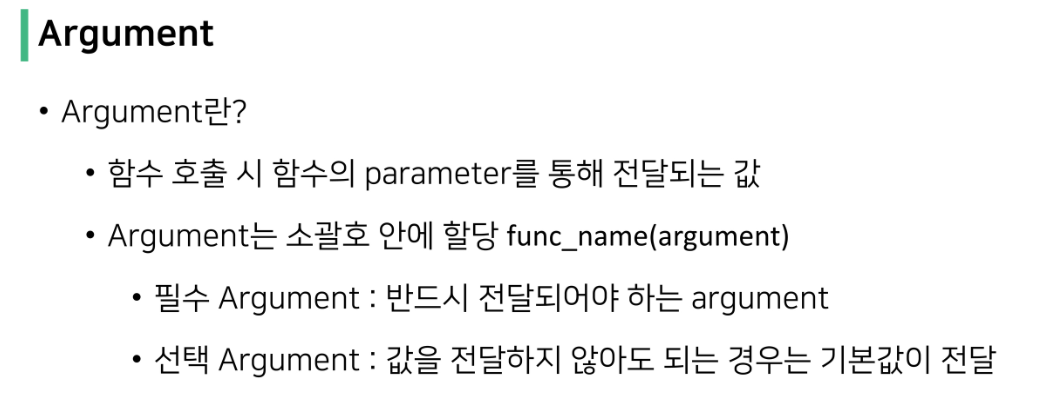 Argument
• Argument란?
• 함수 호출 시 함수의 parameter를 통해 전달되는 값
• Argument는 소괄호 안에 할당 func_name(argument)
• 필수 Argument : 반드시 전달되어야 하는 argument
• 선택 Argument : 값을 전달하지 않아도 되는 경우는 기본값이 전달